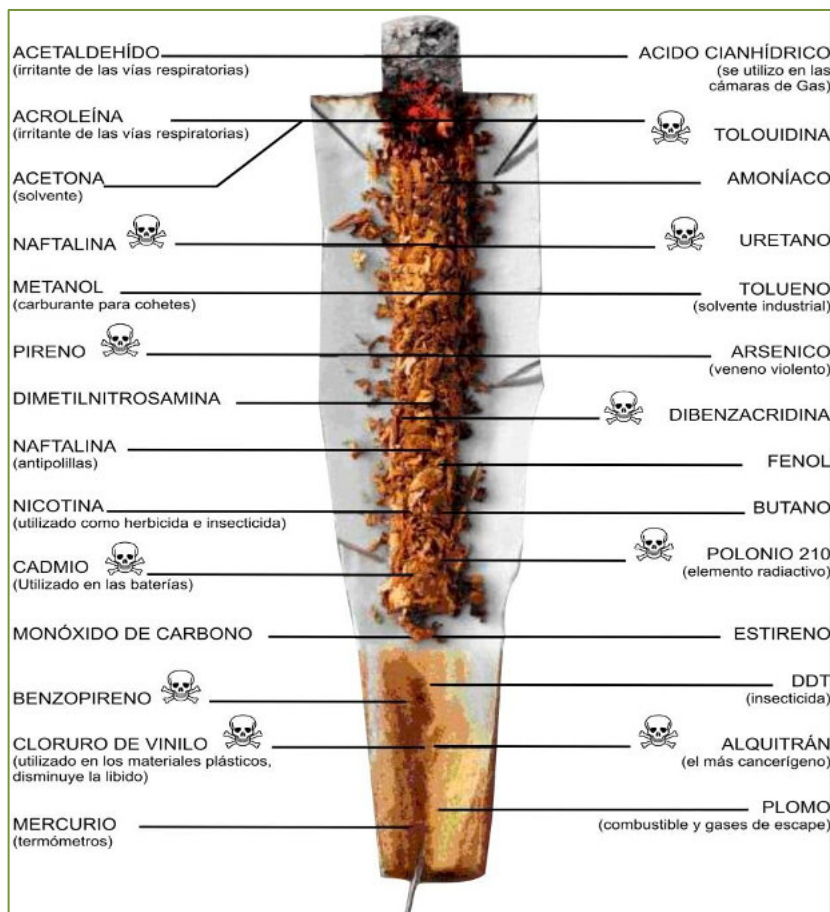 ACETALDEHÍDO
(irritante de las vías respiratorias)
ACROLEÍNA
(irritante de las vías respiratorias)
ACETONA
(solvente)
NAFTALINA
METANOL
(carburante para cohetes)
PIRENO
DIMETILNITROSAMINA
NAFTALINA
(antipolillas)
NICOTINA
(utilizado como herbicida e insecticida)
CADMIO
(Utilizado en las baterías)
MONÓXIDO DE CARBONO
BENZOPIRENO
CLORURO DE VINILO
(utilizado en los materiales plásticos,
disminuye la libido)
MERCURIO
(termómetros)
ACIDO CIANHÍDRICO
(se utilizo en las
cámaras de Gas)
TOLOUIDINA
AMONÍACO
URETANO
TOLUENO
(solvente industrial)
ARSENICO
(veneno violento)
DIBENZACRIDINA
FENOL
BUTANO
POLONIO 210
(elemento radiactivo)
ESTIRENO
DDT
(insecticida)
ALQUITRÁN
(el más cancerígeno)
PLOMO
(combustible y gases de escape)